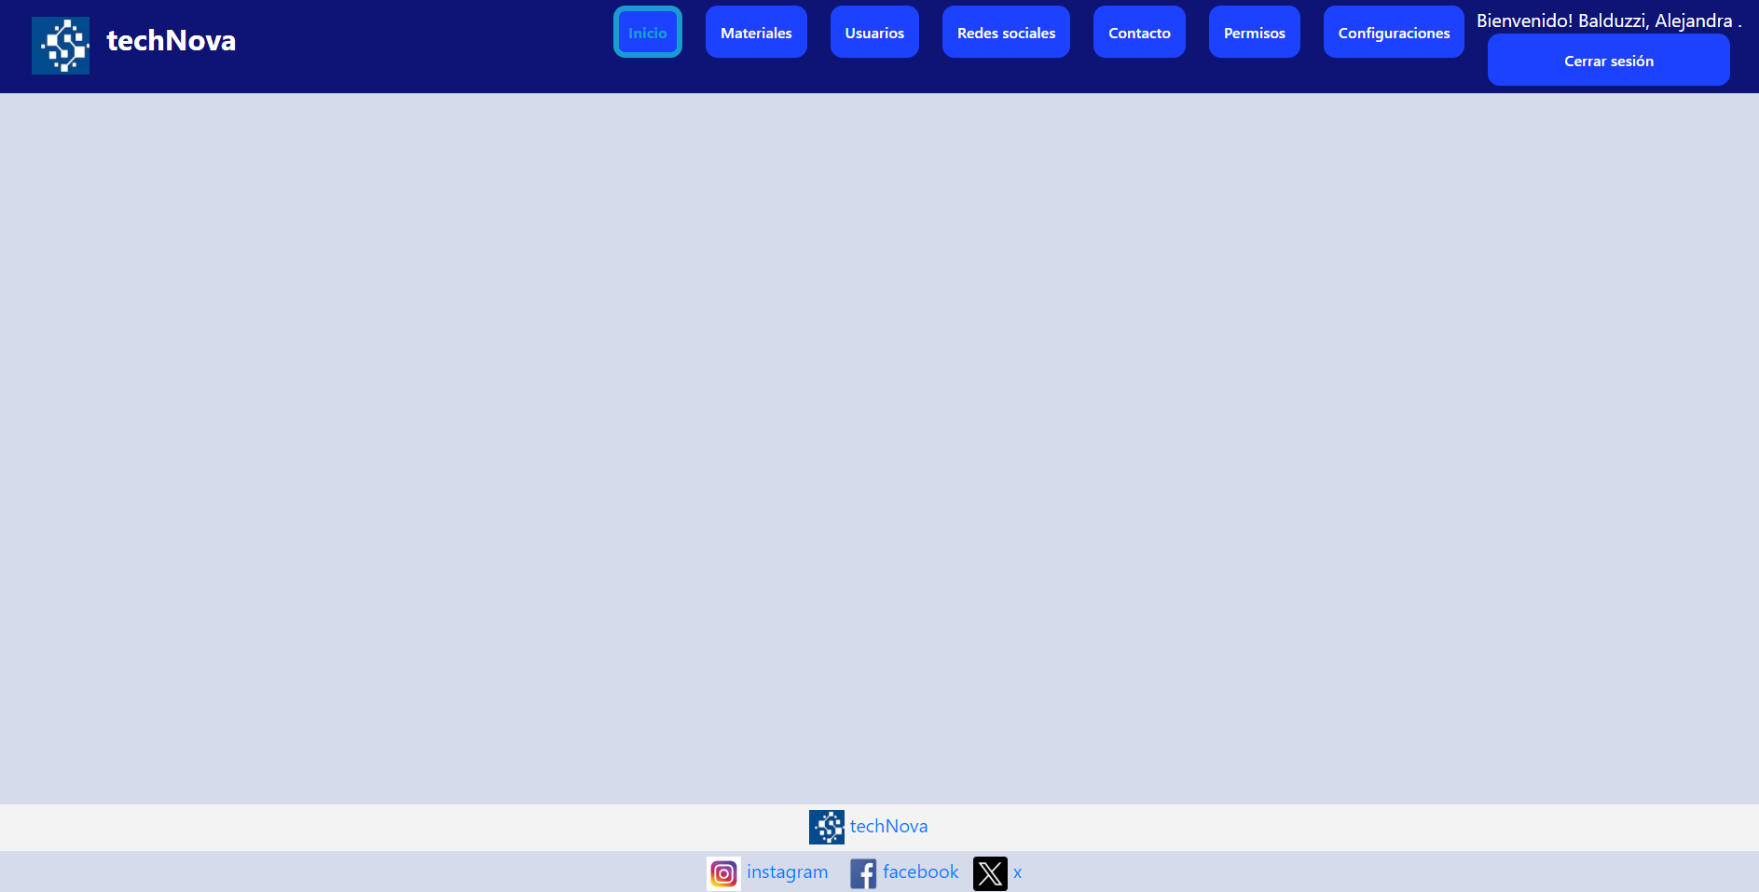 techNova
Inicio
Materiales
Usuarios
Redes sociales
Contacto
Permisos
Configuraciones
Bienvenido! Balduzzi, Alejandra .
Cerrar sesión
techNova
instagram
facebook
x